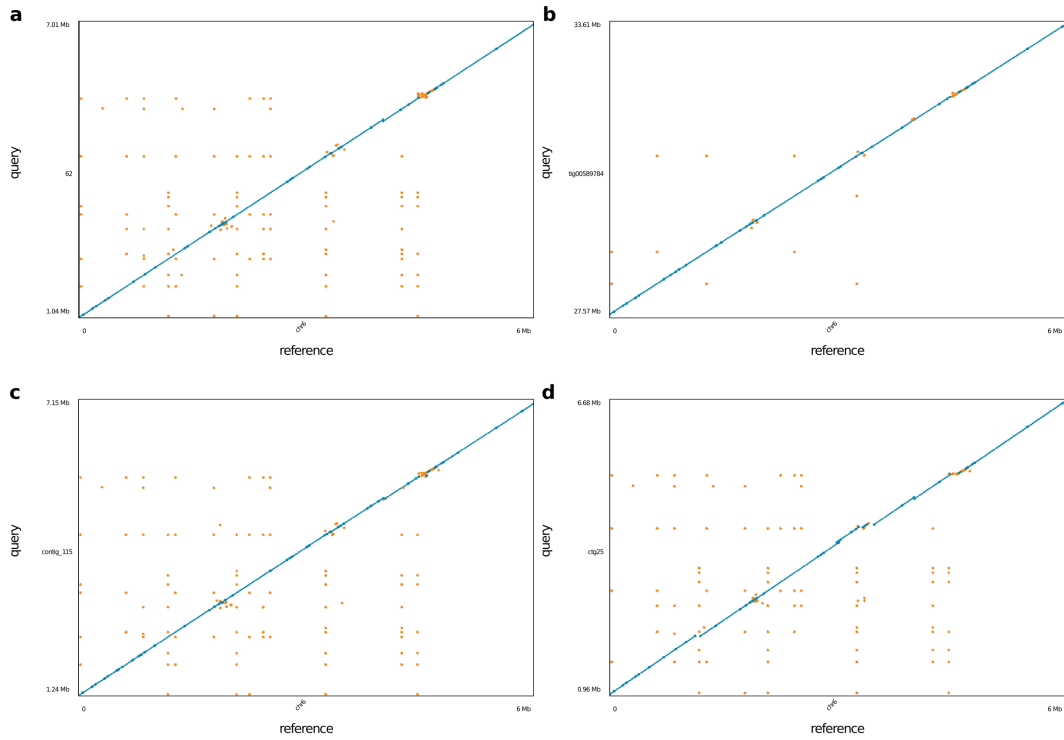 a
7.01 Mb
query
62
1.04 Mb
0
chr6
6 Mb
reference
b
33.61 Mb
query
tig00589784
27.57 Mb
0
chr6
6 Mb
reference
c
7.15 Mb
query
contig_115
1.24 Mb
0
chr6
6 Mb
reference
d
6.68 Mb
query
ctg25
0.96 Mb
0
chr6
6 Mb
reference